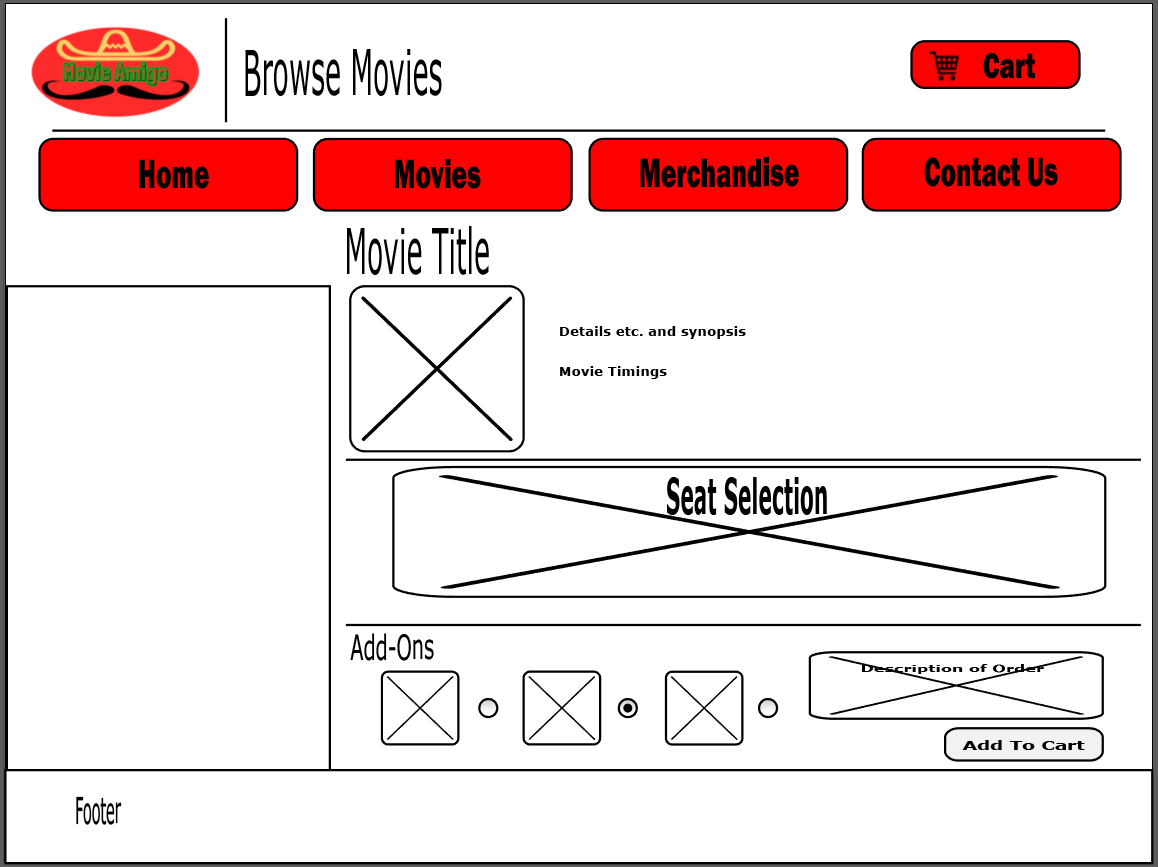 Movie Amigo
Browse Movies
Cart
Home
Movies
Merchandise
Contact Us
Movie Title
Details etc. and synopsis
Movie Timings
Seat Selection
Add-Ons
Description of Order
Add To Cart
Footer